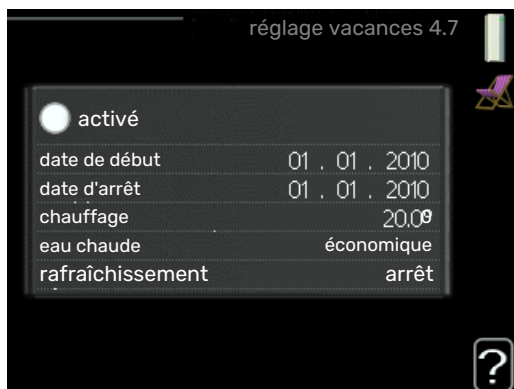 réglage vacances 4.7
activé
date de début 01 . 01 . 2010
date d'arrêt 01 . 01 . 2010
chauffage 20.0°
eau chaude économique
rafraîchissement arrêt
?